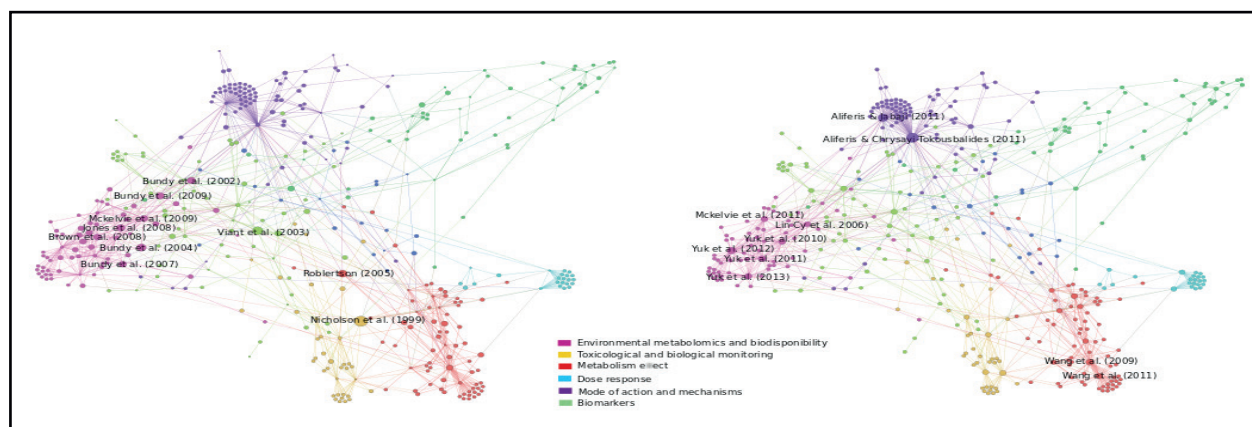 Bundy et al. (2002)
Bundy et al. (2009)
Mckelvie et al. (2009)
Jones et al. (2008)
Brown et al. (2008)
Bundy et al. (2004)
Bundy et al. (2007)
Viant et al. (2003)
Roblertson (2005)
Nicholson et al. (1999)
Environmental metabolomics and biodisponibility
Toxicological and biological monitoring
Metabolism effect
Dose response
Mode of action and mechanisms
Biomarkers
Aliferis & Jabaji (2011)
Aliferis & Chrysayi-Tokousbalides (2011)
Mckelvie et al. (2011)
Lin Cy et al. 2006)
Yuk et al. (2010)
Yuk et al. (2012)
Yuk et al. (2011)
Yuk et al. (2013)
Wang et al. (2009)
Wang et al. (2011)